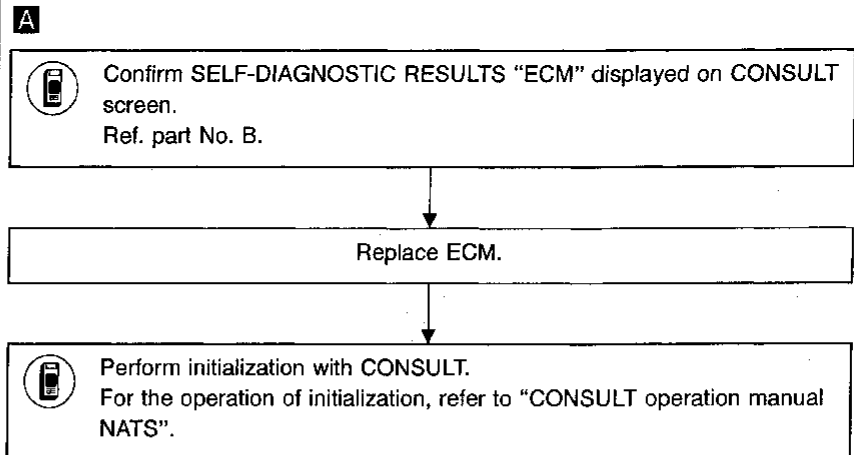 A
Confirm SELF-DIAGNOSTIC RESULTS “ECM” displayed on CONSULT
screen.
Ref. part No. B.
Replace ECM.
Perform initialization with CONSULT.
For the operation of initialization, refer to “CONSULT operation manual
NATS”.